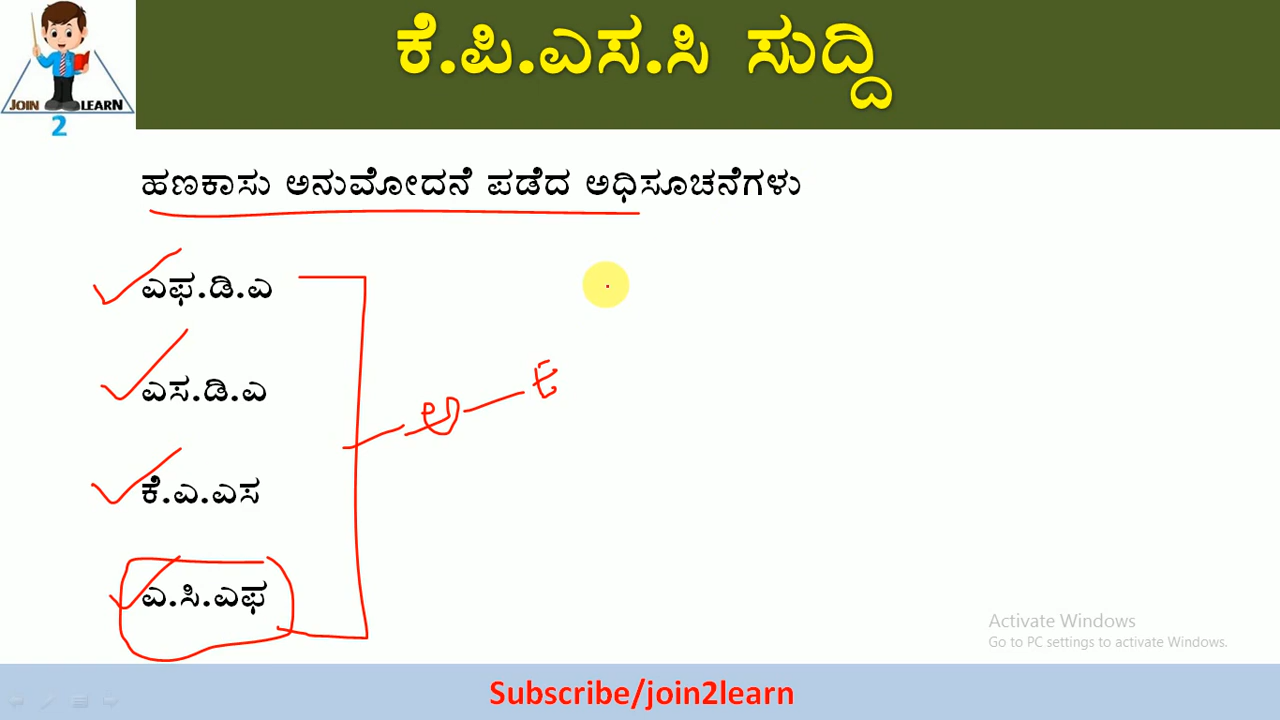 ಕೆ.ಪಿ.ಎಸ.ಸಿ ಸುದ್ದಿ
JOIN LEARN
2
ಹಣಕಾಸು ಅನುಮೋದನೆ ಪಡೆದ ಅಧಿಸೂಚನೆಗಳು
ಎಫ.ಡಿ.ಎ
ಎಸ.ಡಿ.ಎ
ಕೆ.ಎ.ಎಸ
ಎ.ಸಿ.ಎಫ
Activate Windows
Go to PC settings to activate Windows.
Subscribe/join2learn